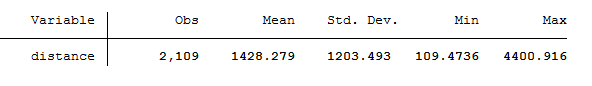 Variable Obs Mean Std. Dev. Min Max
distance 2,109 1428.279 1203.493 109.4736 4400.916